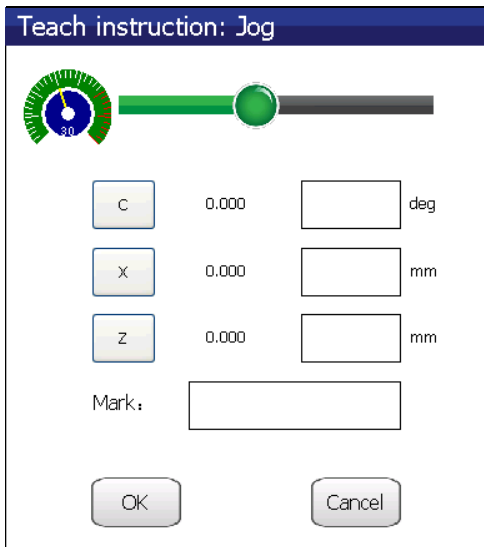 Teach instruction: Jog
30
C 0.000 deg
X 0.000 mm
Z 0.000 mm
Mark:
OK Cancel